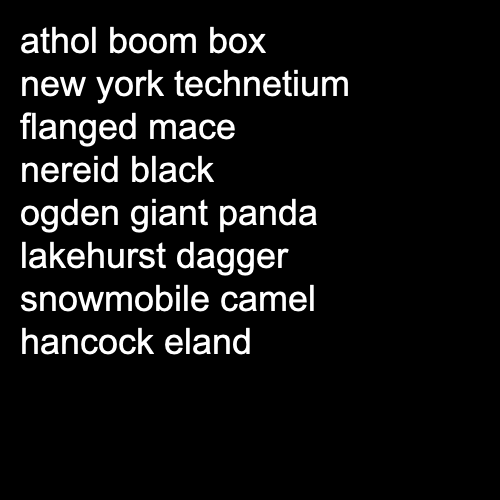 athol boom box
new york technetium
flanged mace
nereid black
ogden giant panda
lakehurst dagger
snowmobile camel
hancock eland